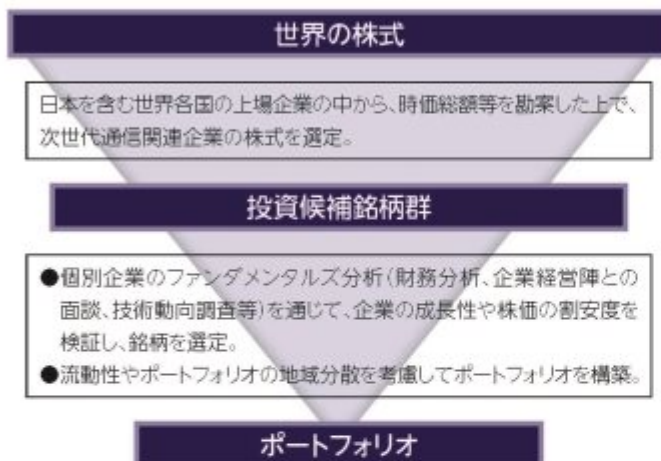 世界の株式
日本を含む世界各国の上場企業の中から、時価総額等を勘案した上で、
次世代通信関連企業の株式を選定。
投資候補銘柄群
●個別企業のファンダメンタルズ分析(財務分析、企業経営陣との
面談、技術動向調査等)を通じて、企業の成長性や株価の割安度を
検証し、銘柄を選定。
●流動性やポートフォリオの地域分散を考慮してポートフォリオを構築。
ポートフォリオ